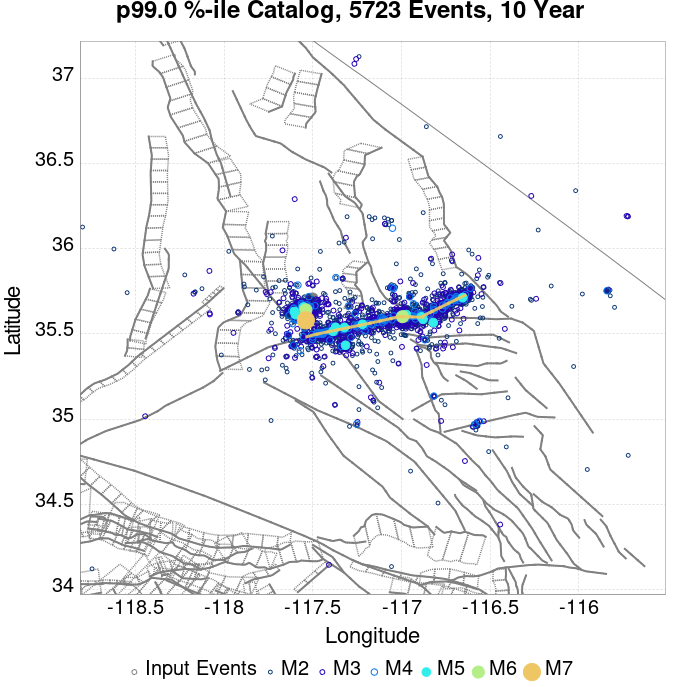 p99.0 %-ile Catalog, 5723 Events, 10 Year
37
36.5
36
35.5
35
34.5
34
Latitude
-118.5 -118 -117.5 -117 -116.5 -116
Longitude
Input Events M2 M3 M4 M5 M6 M7